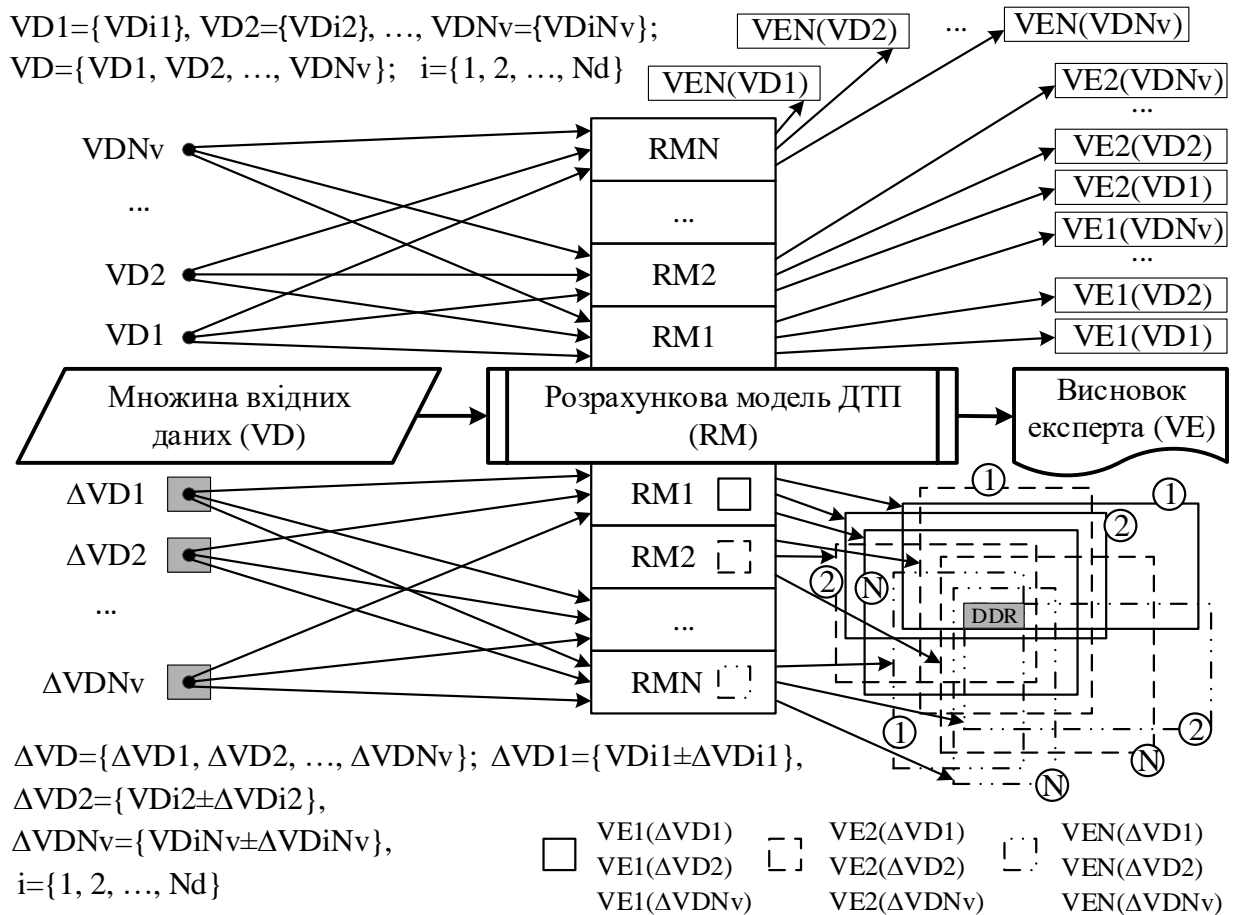 VD1={VDi1}, VD2={VDi2}, …, VDNv={VDiNv};
VD={VD1, VD2, …, VDNv}; i={1, 2, …, Nd}
VEN(VD2)
...
VEN(VDNv)
VEN(VD1)
VE2(VDNv)
...
VE2(VD2)
VE2(VD1)
VE1(VDNv)
...
VE1(VD2)
VE1(VD1)
VDNv
...
VD2
VD1
RMN
...
RM2
RM1
Множина вхідних
даних (VD)
Розрахункова модель ДТП
(RM)
Висновок
експерта (VE)
ΔVD1
ΔVD2
...
ΔVDNv
RM1
RM2
...
RMN
1
1
2
2
N
DDR
1
2
N
N
ΔVD={ΔVD1, ΔVD2, …, ΔVDNv}; ΔVD1={VDi1±ΔVDi1},
ΔVD2={VDi2±ΔVDi2},
ΔVDNv={VDiNv±ΔVDiNv},
i={1, 2, …, Nd}
VE1(ΔVD1)
VE1(ΔVD2)
VE1(ΔVDNv)
VE2(ΔVD1)
VE2(ΔVD2)
VE2(ΔVDNv)
VEN(ΔVD1)
VEN(ΔVD2)
VEN(ΔVDNv)